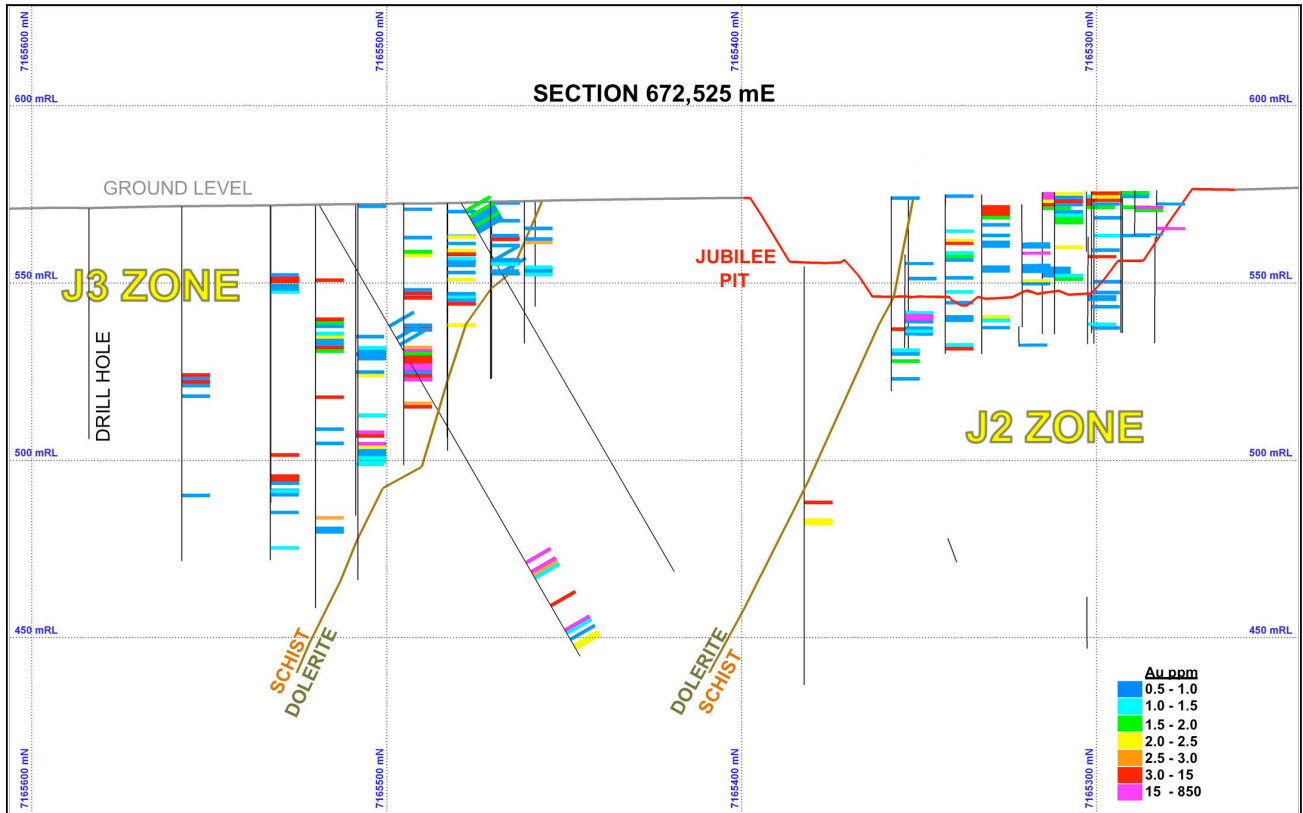 7165600 mN
7165500 mN
7165400 mN
7165300 mN
SECTION 672,525 mE
600 mRL
600 mRL
GROUND LEVEL
JUBILEE
PIT
J3 ZONE
550 mRL
550 mRL
DRILL HOLE
J2 ZONE
500 mRL
500 mRL
450 mRL
450 mRL
SCHIST
DOLERITE
DOLERITE
SCHIST
Au ppm
0.5 - 1.0
1.0 - 1.5
1.5 - 2.0
2.0 - 2.5
2.5 - 3.0
3.0 - 15
15 - 850
7165600 mN
7165500 mN
7165400 mN
7165300 mN